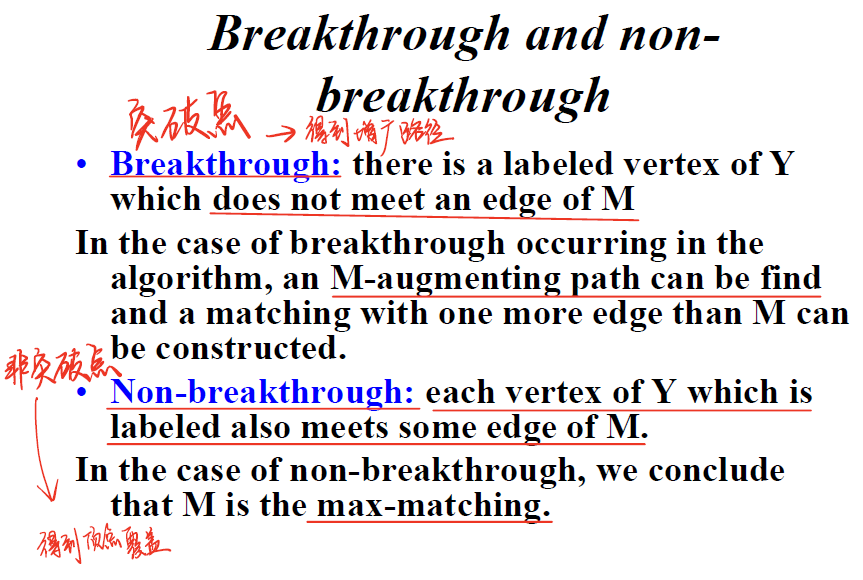 Breakthrough and non-
breakthrough
突破点 → 得到增广路径
• Breakthrough: there is a labeled vertex of Y
which does not meet an edge of M
In the case of breakthrough occurring in the
algorithm, an M-augmenting path can be find
and a matching with one more edge than M can
be constructed.
非突破点
• Non-breakthrough: each vertex of Y which is
labeled also meets some edge of M.
In the case of non-breakthrough, we conclude
that M is the max-matching.
得到顶点覆盖